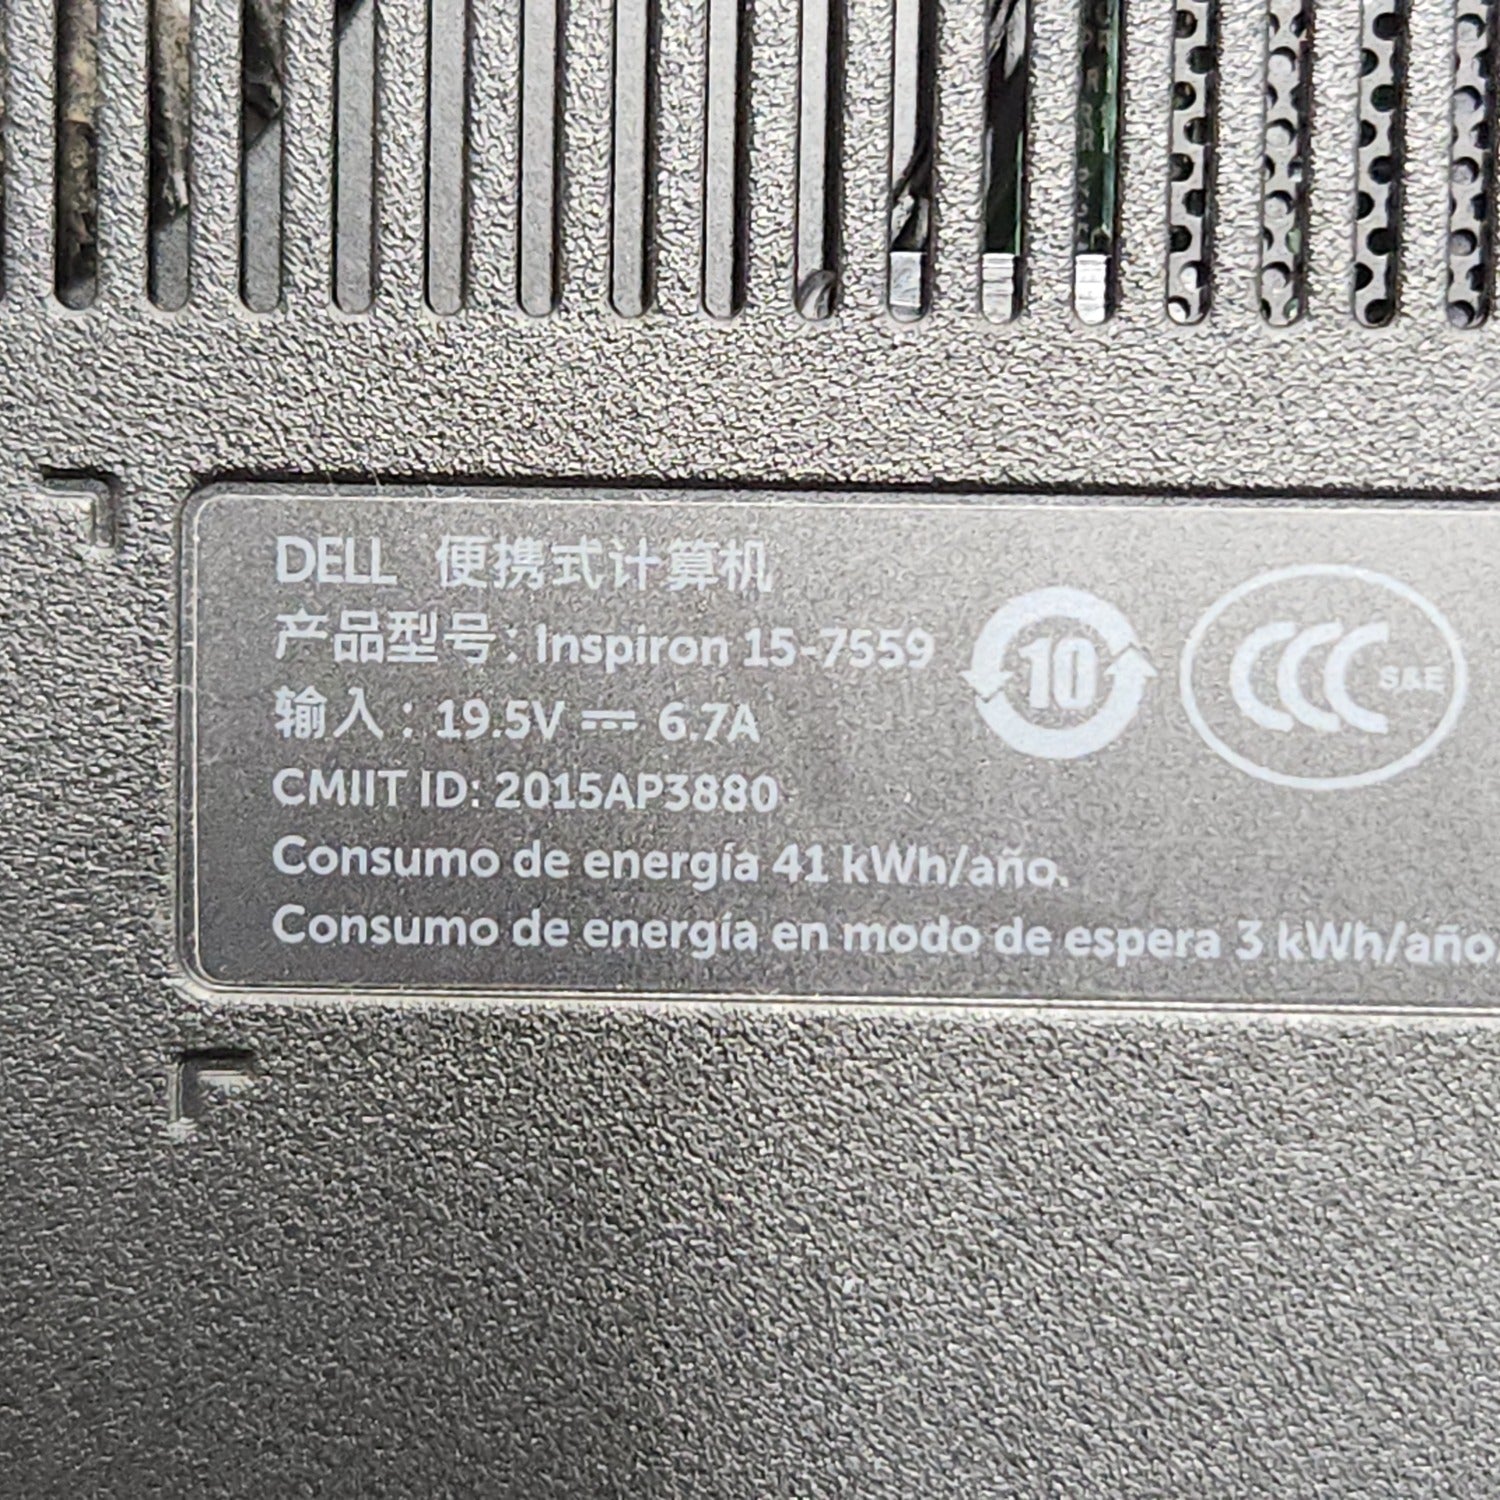 DELL 便携式计算机
产品型号: Inspiron 15-7559
输入: 19.5V ⎓ 6.7A
CMIIT ID: 2015AP3880
Consumo de energía 41 kWh/año.
Consumo de energía en modo de espera 3 kWh/año.
10
CCC S&E